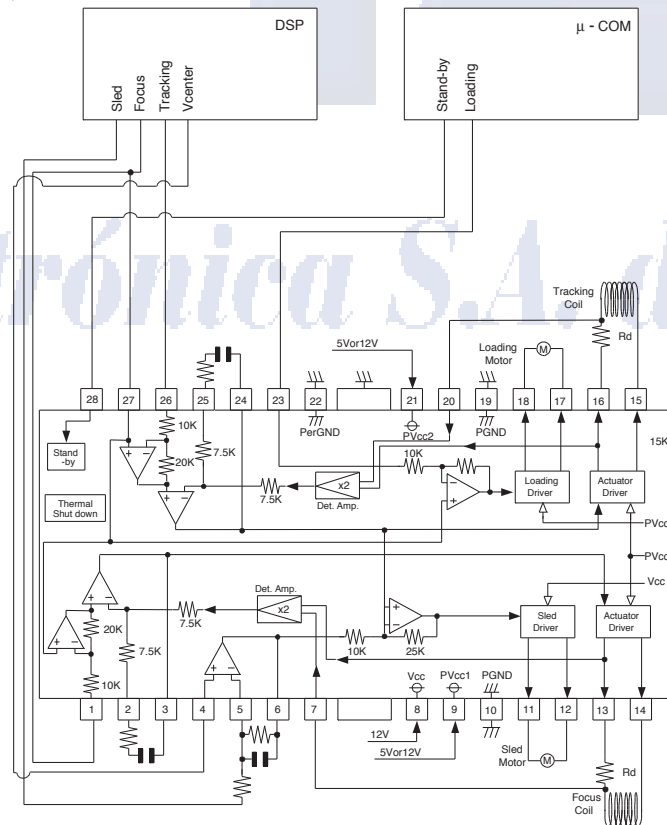 DSP
μ - COM
Sled
Focus
Tracking
Vcenter
Stand-by
Loading
trónica S.A. d
Tracking
Coil
Rd
5Vor12V
Loading
Motor
M
28
27
26
25
24
23
22
21
20
19
18
17
16
15
PerGND
PVcc2
PGND
15K
10K
7.5K
20K
10K
Stand
-by
7.5K
x2
Det. Amp.
Loading
Driver
Actuator
Driver
Thermal
Shut down
PVcc
PVcc
Vcc
Det. Amp.
x2
7.5K
20K
7.5K
10K
25K
Sled
Driver
Actuator
Driver
10K
Vcc
PVcc1
PGND
1
2
3
4
5
6
7
8
9
10
11
12
13
14
12V
5Vor12V
Sled
Motor
M
Rd
Focus
Coil